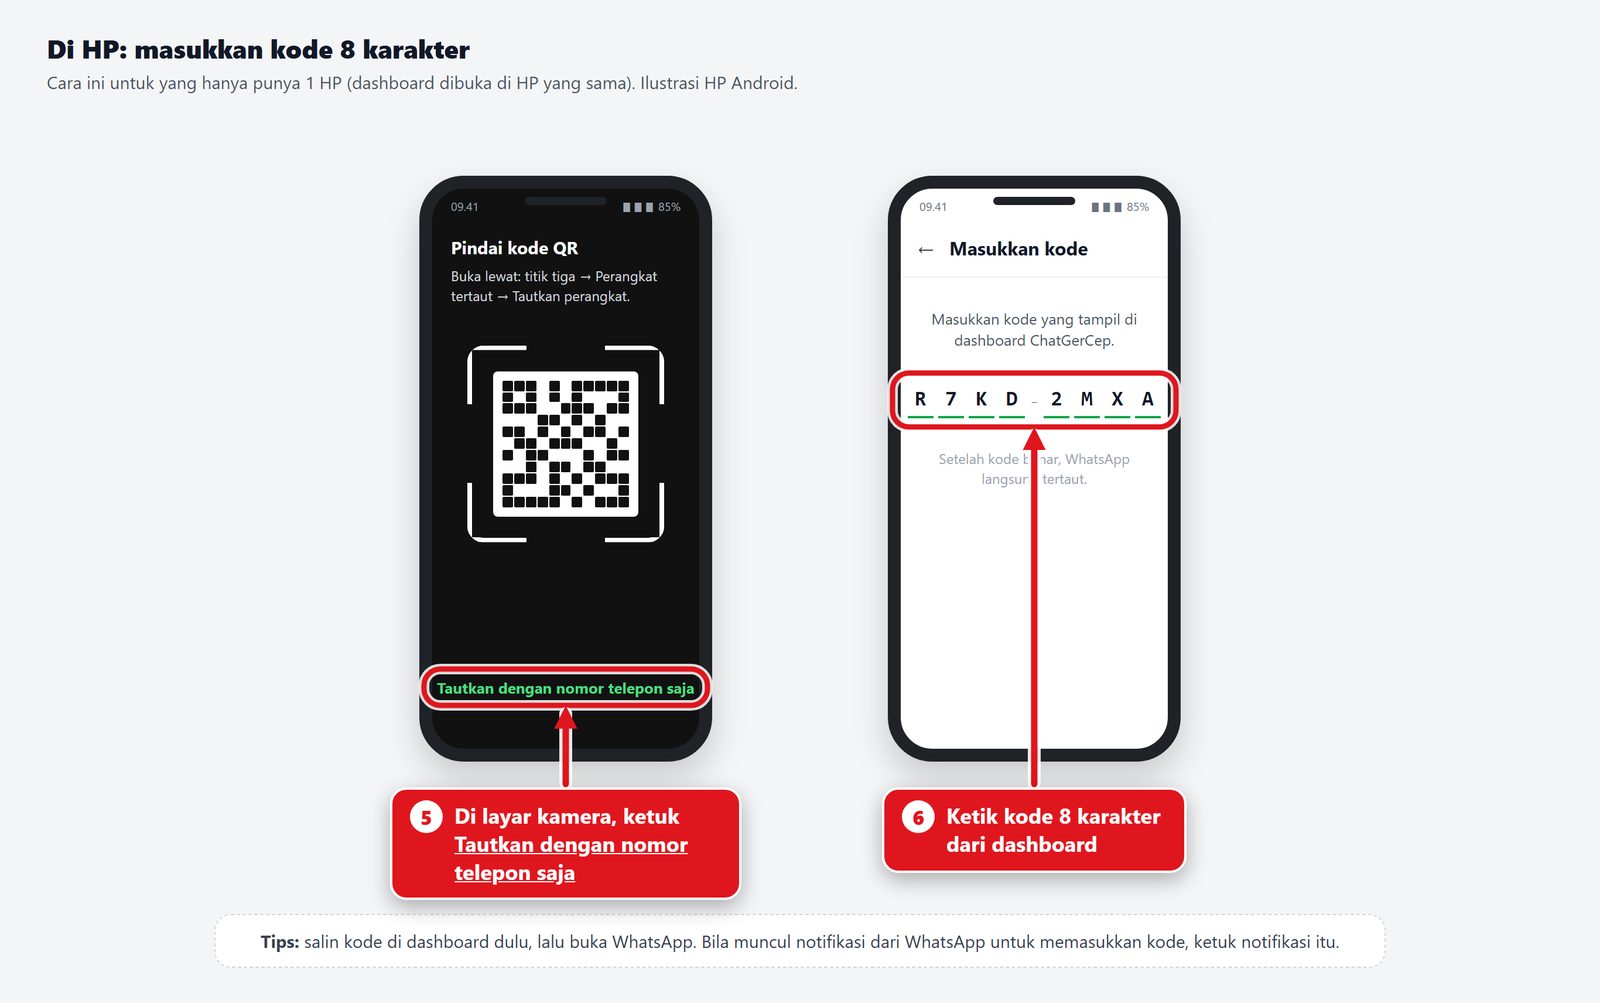 Di HP: masukkan kode 8 karakter
Cara ini untuk yang hanya punya 1 HP (dashboard dibuka di HP yang sama). Ilustrasi HP Android.
09.41 85%
Pindai kode QR
Buka lewat: titik tiga → Perangkat
tertaut → Tautkan perangkat.
Tautkan dengan nomor telepon saja
5 Di layar kamera, ketuk
Tautkan dengan nomor
telepon saja
09.41 85%
← Masukkan kode
Masukkan kode yang tampil di
dashboard ChatGerCep.
R 7 K D - 2 M X A
Setelah kode , WhatsApp
tertaut.
6 Ketik kode 8 karakter
dari dashboard
Tips: salin kode di dashboard dulu, lalu buka WhatsApp. Bila muncul notifikasi dari WhatsApp untuk memasukkan kode, ketuk notifikasi itu.